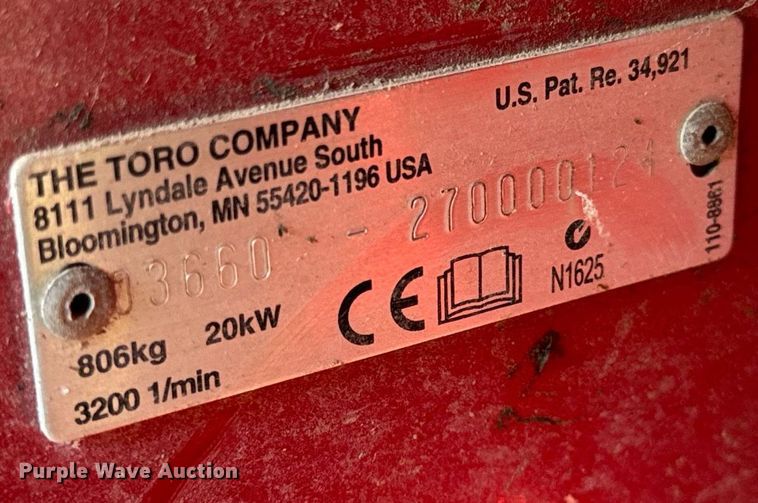 THE TORO COMPANY
8111 Lyndale Avenue South
Bloomington, MN 55420-1196 USA
U.S. Pat. Re. 34,921
03660 - 270000124
806kg 20kW
3200 1/min
CE
N1625
110-8861
Purple Wave Auction